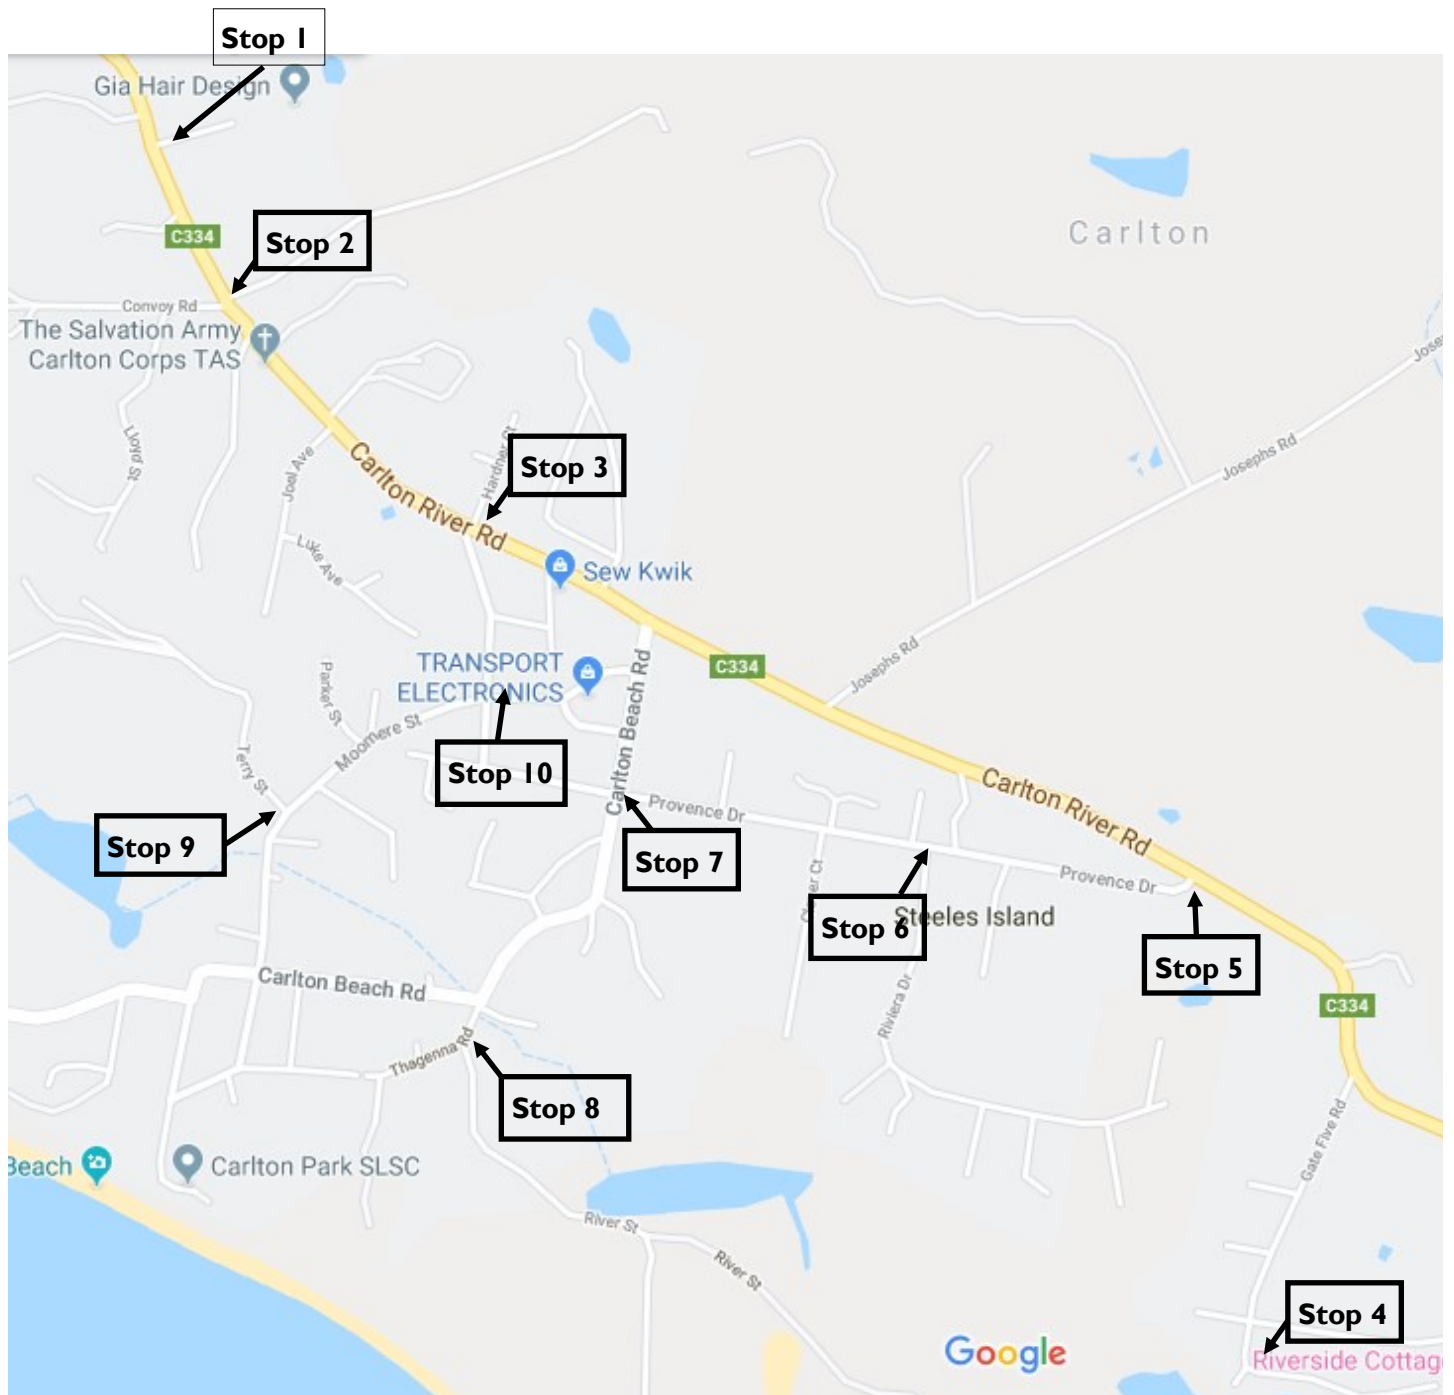 Stop 1
Gia Hair Design
C334
Stop 2
Carlton
Convoy Rd
The Salvation Army
Carlton Corps TAS
Lloyd St
Joel Ave
Carlton River Rd
Hardner Ct
Stop 3
Josephs Rd
Luke Ave
Sew Kwik
TRANSPORT
ELECTRONICS
C334
Josephs Rd
Parker St
Moomere St
Terry St
Carlton Beach Rd
Stop 10
Provence Dr
Carlton River Rd
Stop 9
Stop 7
Provence Dr
Stop 6
Steeles Island
Stop 5
Carlton Beach Rd
Riviera Dr
C334
Thagenna Rd
Stop 8
Gate Five Rd
Beach
Carlton Park SLSC
River St
River St
Stop 4
Google
Riverside Cottag